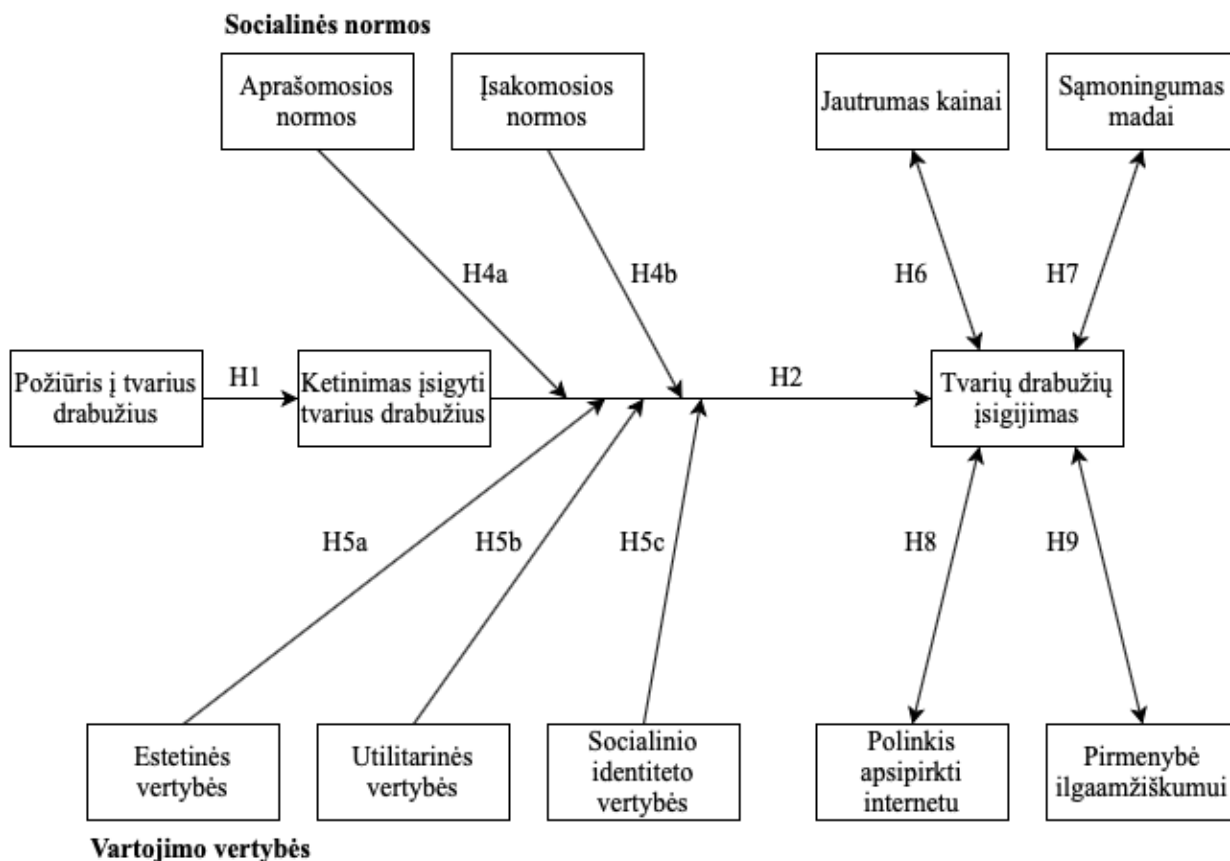 Socialinės normos
Aprašomosios
normos
Įsakomosios
normos
Jautrumas kainai
Sąmoningumas
madai
H4a
H4b
H6
H7
Požiūris į tvarius
drabužius
H1
Ketinimas įsigyti
tvarius drabužius
H2
Tvarių drabužių
įsigijimas
H5a
H5b
H5c
H8
H9
Estetinės
vertybės
Utilitarinės
vertybės
Socialinio
identiteto
vertybės
Polinkis
apsipirkti
internetu
Pirmenybė
ilgaamžiškumui
Vartojimo vertybės